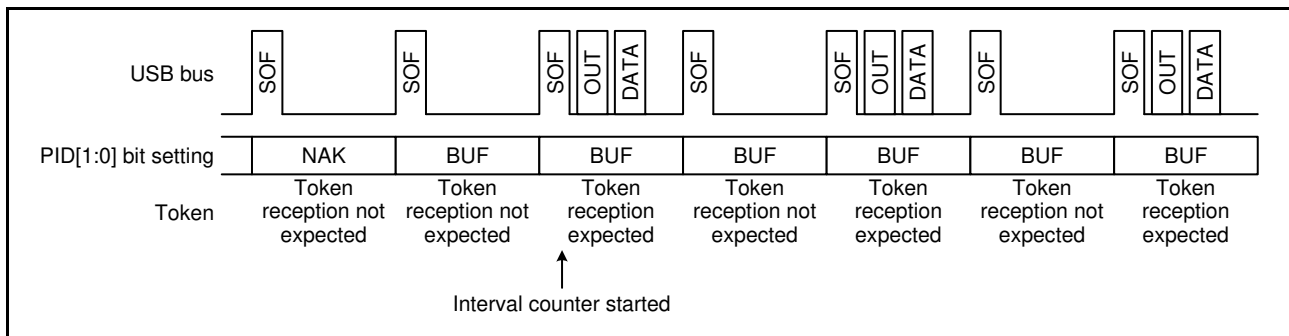 SOF SOF SOF OUT DATA SOF SOF OUT DATA SOF SOF OUT DATA
USB bus
PID[1:0] bit setting NAK BUF BUF BUF BUF BUF BUF
Token
Token reception not expected
Token reception not expected
Token reception expected
Token reception not expected
Token reception expected
Token reception not expected
Token reception expected
Interval counter started